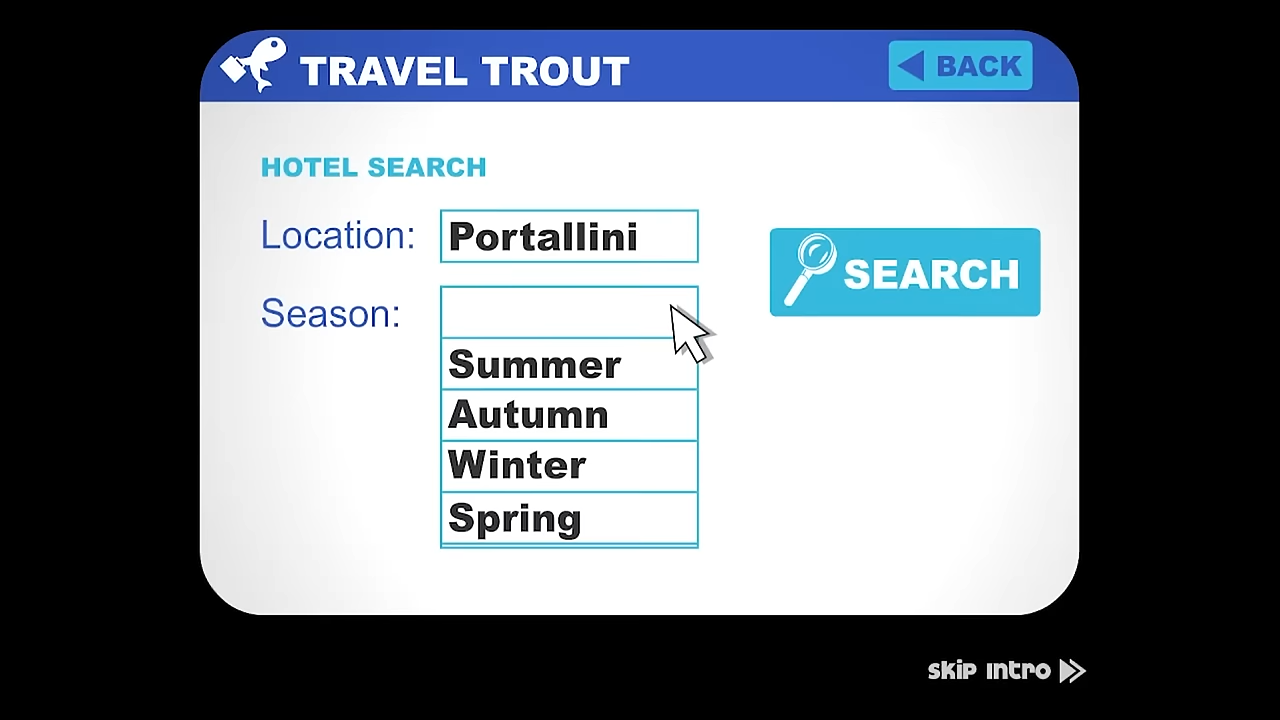 TRAVEL TROUT
BACK
HOTEL SEARCH
Location: Portallini
SEARCH
Season:
Summer
Autumn
Winter
Spring
skip intro